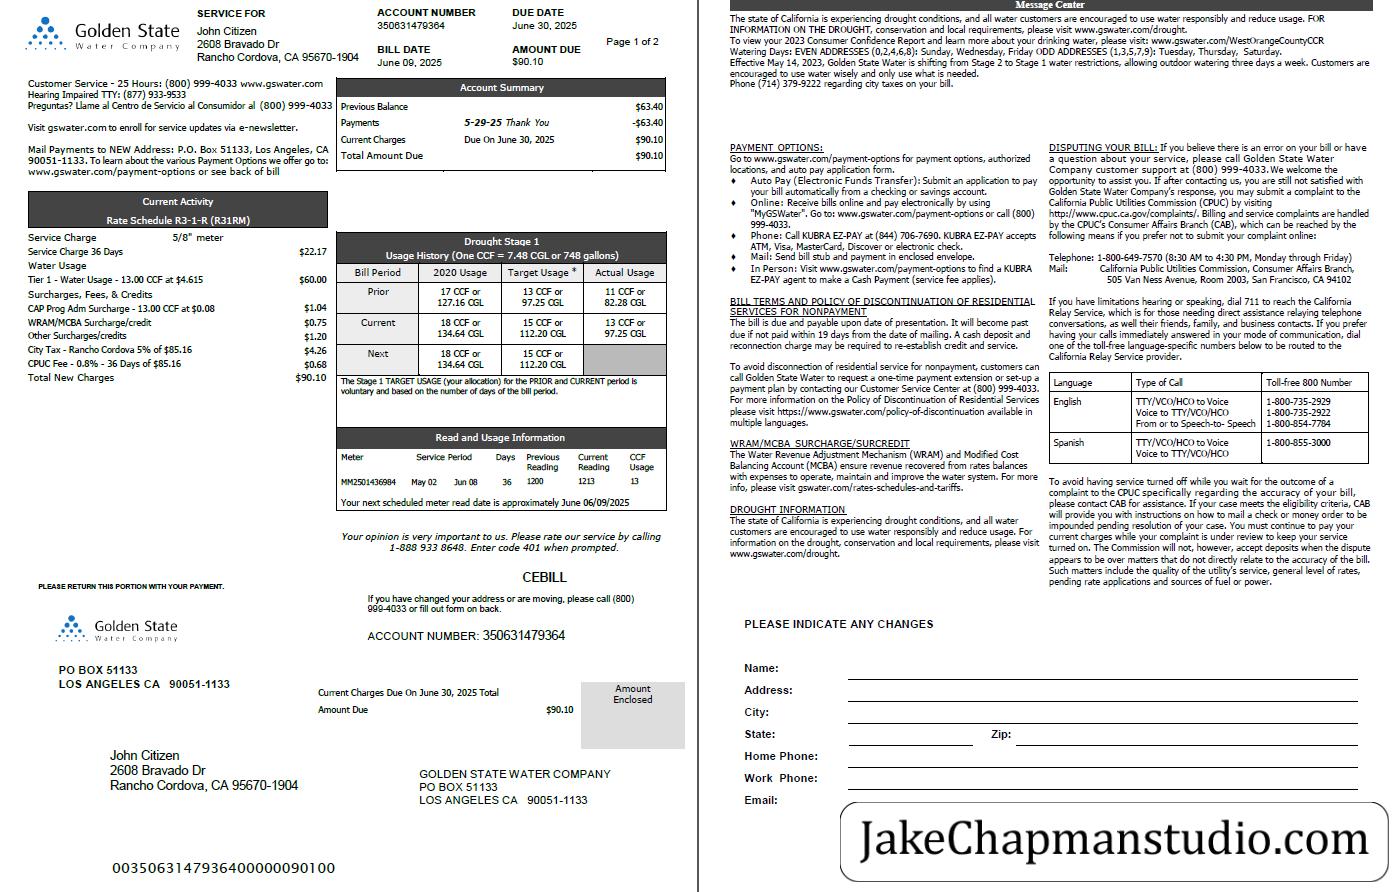 Golden State
Water Company
SERVICE FOR
John Citizen
2608 Bravado Dr
Rancho Cordova, CA 95670-1904
ACCOUNT NUMBER
350631479364
BILL DATE
June 09, 2025
DUE DATE
June 30, 2025
AMOUNT DUE
$90.10
Page 1 of 2
Customer Service - 25 Hours: (800) 999-4033 www.gswater.com
Hearing Impaired TTY: (877) 933-9533
Preguntas? Llame al Centro de Servicio al Consumidor al (800) 999-4033
Visit gswater.com to enroll for service updates via e-newsletter.
Mail Payments to NEW Address: P.O. Box 51133, Los Angeles, CA
90051-1133. To learn about the various Payment Options we offer go to:
www.gswater.com/payment-options or see back of bill
Account Summary
Previous Balance $63.40
Payments 5-29-25 Thank You -$63.40
Current Charges Due On June 30, 2025 $90.10
Total Amount Due $90.10
Current Activity
Rate Schedule R3-1-R (R31RM)
Service Charge 5/8" meter
Service Charge 36 Days $22.17
Water Usage
Tier 1 - Water Usage - 13.00 CCF at $4.615 $60.00
Surcharges, Fees, & Credits
CAP Prog Adm Surcharge - 13.00 CCF at $0.08 $1.04
WRAM/MCBA Surcharge/credit $0.75
Other Surcharges/credits $1.20
City Tax - Rancho Cordova 5% of $85.16 $4.26
CPUC Fee - 0.8% - 36 Days of $85.16 $0.68
Total New Charges $90.10
Drought Stage 1
Usage History (One CCF = 7.48 CGL or 748 gallons)
Bill Period 2020 Usage Target Usage * Actual Usage
Prior 17 CCF or 13 CCF or 11 CCF or
127.16 CGL 97.25 CGL 82.28 CGL
Current 18 CCF or 15 CCF or 13 CCF or
134.64 CGL 112.20 CGL 97.25 CGL
Next 18 CCF or 15 CCF or
134.64 CGL 112.20 CGL
The Stage 1 TARGET USAGE (your allocation) for the PRIOR and CURRENT period is
voluntary and based on the number of days of the bill period.
Read and Usage Information
Meter Service Period Days Previous Reading Current Reading CCF Usage
MM2501436984 May 02 Jun 08 36 1200 1213 13
Your next scheduled meter read date is approximately June 06/09/2025
Your opinion is very important to us. Please rate our service by calling
1-888 933 8648. Enter code 401 when prompted.
CEBILL
PLEASE RETURN THIS PORTION WITH YOUR PAYMENT.
If you have changed your address or are moving, please call (800)
999-4033 or fill out form on back.
Golden State
Water Company
ACCOUNT NUMBER: 350631479364
PO BOX 51133
LOS ANGELES CA 90051-1133
Current Charges Due On June 30, 2025 Total
Amount Due $90.10
Amount
Enclosed
John Citizen
2608 Bravado Dr
Rancho Cordova, CA 95670-1904
GOLDEN STATE WATER COMPANY
PO BOX 51133
LOS ANGELES CA 90051-1133
0035063147936400000090100
Message Center
The state of California is experiencing drought conditions, and all water customers are encouraged to use water responsibly and reduce usage. FOR
INFORMATION ON THE DROUGHT, conservation and local requirements, please visit www.gswater.com/drought.
To view your 2023 Consumer Confidence Report and learn more about your drinking water, please visit: www.gswater.com/WestOrangeCountyCCR
Watering Days: EVEN ADDRESSES (0,2,4,6,8): Sunday, Wednesday, Friday ODD ADDRESSES (1,3,5,7,9): Tuesday, Thursday, Saturday.
Effective May 14, 2023, Golden State Water is shifting from Stage 2 to Stage 1 water restrictions, allowing outdoor watering three days a week. Customers are
encouraged to use water wisely and only use what is needed.
Phone (714) 379-9222 regarding city taxes on your bill.
PAYMENT OPTIONS:
Go to www.gswater.com/payment-options for payment options, authorized
locations, and auto pay application form.
♦ Auto Pay (Electronic Funds Transfer): Submit an application to pay
your bill automatically from a checking or savings account.
♦ Online: Receive bills online and pay electronically by using
"MyGSWater". Go to: www.gswater.com/payment-options or call (800)
999-4033.
♦ Phone: Call KUBRA EZ-PAY at (844) 706-7690. KUBRA EZ-PAY accepts
ATM, Visa, MasterCard, Discover or electronic check.
♦ Mail: Send bill stub and payment in enclosed envelope.
♦ In Person: Visit www.gswater.com/payment-options to find a KUBRA
EZ-PAY agent to make a Cash Payment (service fee applies).
BILL TERMS AND POLICY OF DISCONTINUATION OF RESIDENTIAL
SERVICES FOR NONPAYMENT
The bill is due and payable upon date of presentation. It will become past
due if not paid within 19 days from the date of mailing. A cash deposit and
reconnection charge may be required to re-establish credit and service.
To avoid disconnection of residential service for nonpayment, customers can
call Golden State Water to request a one-time payment extension or set-up a
payment plan by contacting our Customer Service Center at (800) 999-4033.
For more information on the Policy of Discontinuation of Residential Services
please visit https://www.gswater.com/policy-of-discontinuation available in
multiple languages.
WRAM/MCBA SURCHARGE/SURCREDIT
The Water Revenue Adjustment Mechanism (WRAM) and Modified Cost
Balancing Account (MCBA) ensure revenue recovered from rates balances
with expenses to operate, maintain and improve the water system. For more
info, please visit gswater.com/rates-schedules-and-tariffs.
DROUGHT INFORMATION
The state of California is experiencing drought conditions, and all water
customers are encouraged to use water responsibly and reduce usage. For
information on the drought, conservation and local requirements, please visit
www.gswater.com/drought.
DISPUTING YOUR BILL: If you believe there is an error on your bill or have
a question about your service, please call Golden State Water
Company customer support at (800) 999-4033. We welcome the
opportunity to assist you. If after contacting us, you are still not satisfied with
Golden State Water Company's response, you may submit a complaint to the
California Public Utilities Commission (CPUC) by visiting
http://www.cpuc.ca.gov/complaints/. Billing and service complaints are handled
by the CPUC's Consumer Affairs Branch (CAB), which can be reached by the
following means if you prefer not to submit your complaint online:
Telephone: 1-800-649-7570 (8:30 AM to 4:30 PM, Monday through Friday)
Mail: California Public Utilities Commission, Consumer Affairs Branch,
505 Van Ness Avenue, Room 2003, San Francisco, CA 94102
If you have limitations hearing or speaking, dial 711 to reach the California
Relay Service, which is for those needing direct assistance relaying telephone
conversations, as well their friends, family, and business contacts. If you prefer
having your calls immediately answered in your mode of communication, dial
one of the toll-free language-specific numbers below to be routed to the
California Relay Service provider.
Language Type of Call Toll-free 800 Number
English TTY/VCO/HCO to Voice 1-800-735-2929
Voice to TTY/VCO/HCO 1-800-735-2922
From or to Speech-to- Speech 1-800-854-7784
Spanish TTY/VCO/HCO to Voice 1-800-855-3000
Voice to TTY/VCO/HCO
To avoid having service turned off while you wait for the outcome of a
complaint to the CPUC specifically regarding the accuracy of your bill,
please contact CAB for assistance. If your case meets the eligibility criteria, CAB
will provide you with instructions on how to mail a check or money order to be
impounded pending resolution of your case. You must continue to pay your
current charges while your complaint is under review to keep your service
turned on. The Commission will not, however, accept deposits when the dispute
appears to be over matters that do not directly relate to the accuracy of the bill.
Such matters include the quality of the utility's service, general level of rates,
pending rate applications and sources of fuel or power.
PLEASE INDICATE ANY CHANGES
Name:
Address:
City:
State: Zip:
Home Phone:
Work Phone:
Email:
JakeChapmanstudio.com